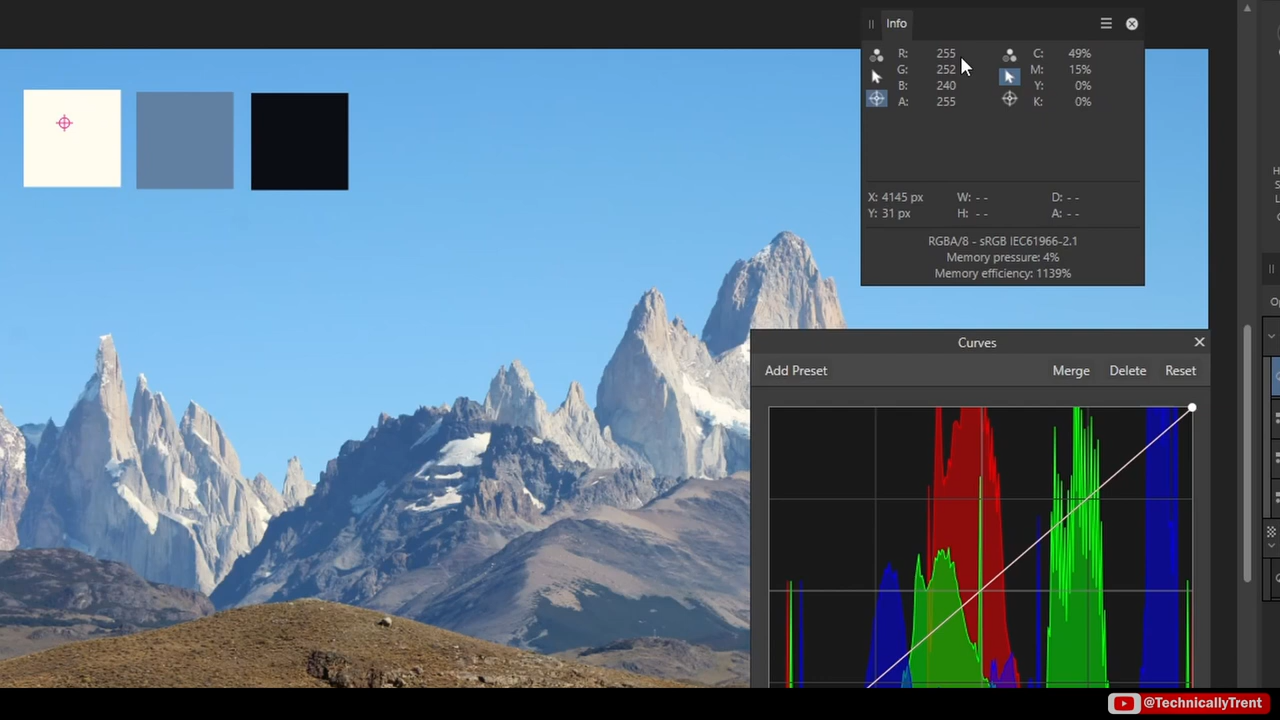 Info
R: 255 C: 49%
G: 252 M: 15%
B: 240 Y: 0%
A: 255 K: 0%
X: 4145 px W: - - D: - -
Y: 31 px H: - - A: - -
RGBA/8 - sRGB IEC61966-2.1
Memory pressure: 4%
Memory efficiency: 1139%
Curves
Add Preset Merge Delete Reset
@TechnicallyTrent